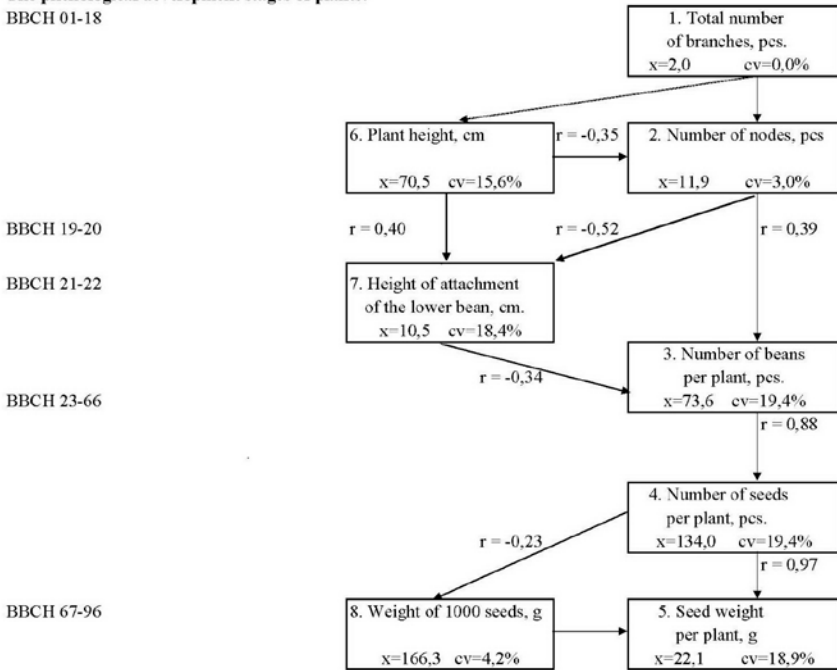 BBCH 01-18
1. Total number
of branches, pcs.
x=2,0 cv=0,0%
6. Plant height, cm
r = -0,35
2. Number of nodes, pcs
x=70,5 cv=15,6%
x=11,9 cv=3,0%
BBCH 19-20
r = 0,40
r = -0,52
r = 0,39
BBCH 21-22
7. Height of attachment
of the lower bean, cm.
x=10,5 cv=18,4%
3. Number of beans
per plant, pcs.
r = -0,34
x=73,6 cv=19,4%
BBCH 23-66
r = 0,88
4. Number of seeds
per plant, pcs.
r = -0,23
x=134,0 cv=19,4%
r = 0,97
BBCH 67-96
8. Weight of 1000 seeds, g
5. Seed weight
per plant, g
x=166,3 cv=4,2%
x=22,1 cv=18,9%